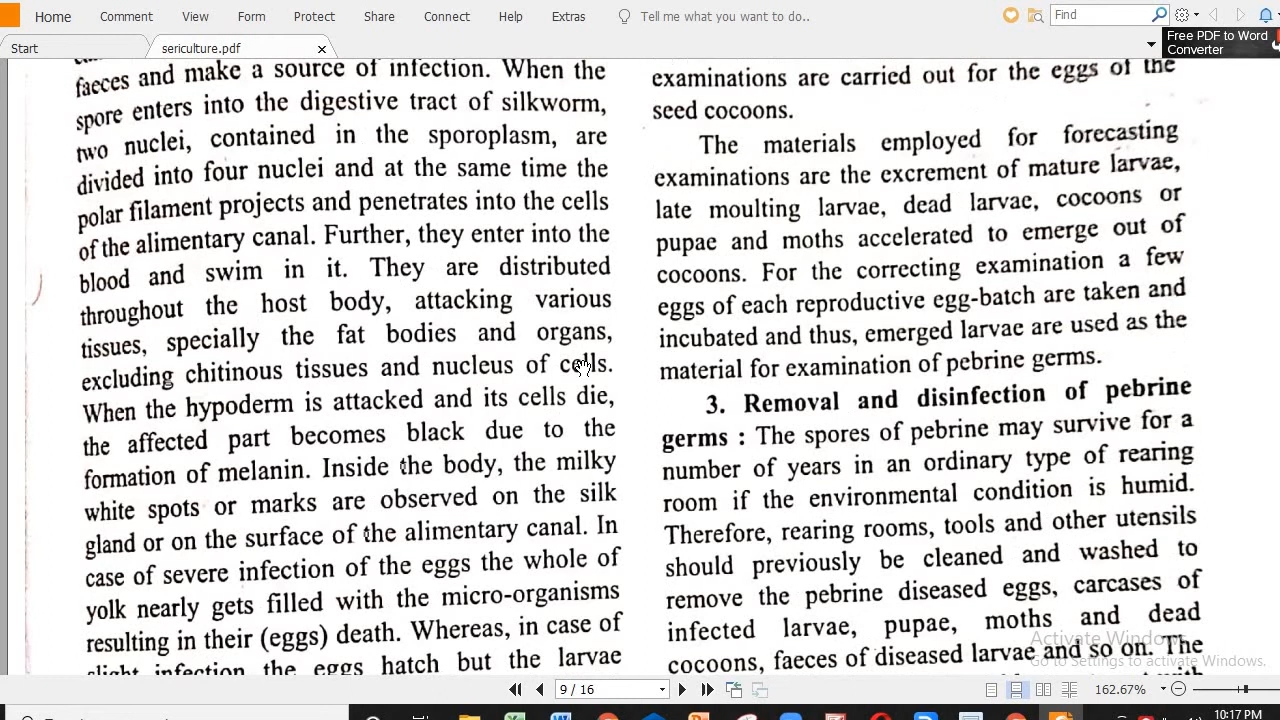 Home Comment View Form Protect Share Connect Help Extras Tell me what you want to do.. Find
Free PDF to Word
Converter
Start sericulture.pdf x
faeces and make a source of infection. When the
spore enters into the digestive tract of silkworm,
two nuclei, contained in the sporoplasm, are
divided into four nuclei and at the same time the
polar filament projects and penetrates into the cells
of the alimentary canal. Further, they enter into the
blood and swim in it. They are distributed
throughout the host body, attacking various
tissues, specially the fat bodies and organs,
excluding chitinous tissues and nucleus of cells.
When the hypoderm is attacked and its cells die,
the affected part becomes black due to the
formation of melanin. Inside the body, the milky
white spots or marks are observed on the silk
gland or on the surface of the alimentary canal. In
case of severe infection of the eggs the whole of
yolk nearly gets filled with the micro-organisms
resulting in their (eggs) death. Whereas, in case of
slight infection the eggs hatch but the larvae
examinations are carried out for the eggs of the
seed cocoons.
The materials employed for forecasting
examinations are the excrement of mature larvae,
late moulting larvae, dead larvae, cocoons or
pupae and moths accelerated to emerge out of
cocoons. For the correcting examination a few
eggs of each reproductive egg-batch are taken and
incubated and thus, emerged larvae are used as the
material for examination of pebrine germs.
3. Removal and disinfection of pebrine
germs : The spores of pebrine may survive for a
number of years in an ordinary type of rearing
room if the environmental condition is humid.
Therefore, rearing rooms, tools and other utensils
should previously be cleaned and washed to
remove the pebrine diseased eggs, carcases of
infected larvae, pupae, moths and dead
cocoons, faeces of diseased larvae and so on. The
Activate Windows
Go to Settings to activate Windows.
9 / 16 162.67%
10:17 PM